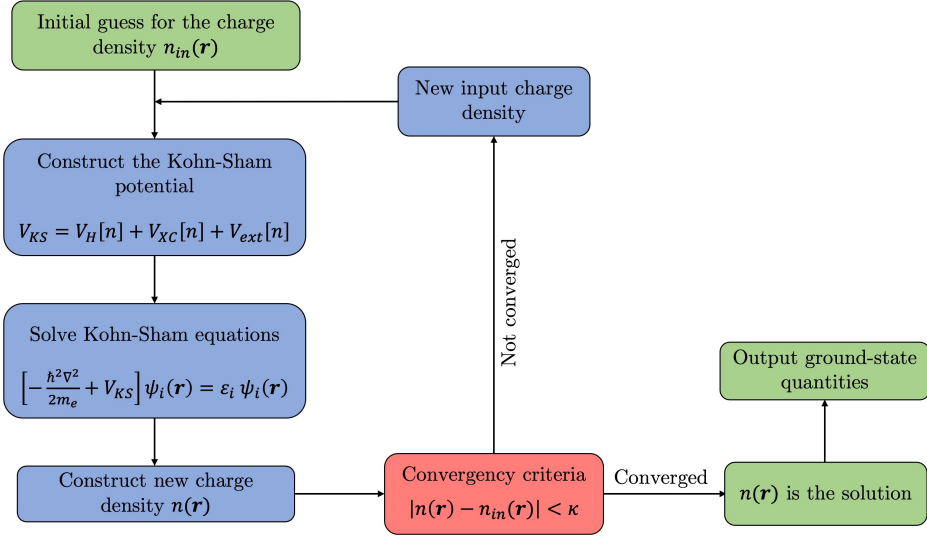 Initial guess for the charge
density n_in(r)
New input charge
density
Construct the Kohn-Sham
potential
V_KS = V_H[n] + V_XC[n] + V_ext[n]
Not converged
Solve Kohn-Sham equations
[-ℏ²∇²/2m_e + V_KS] ψ_i(r) = ε_i ψ_i(r)
Output ground-state
quantities
Construct new charge
density n(r)
Convergency criteria
|n(r) − n_in(r)| < κ
Converged
n(r) is the solution